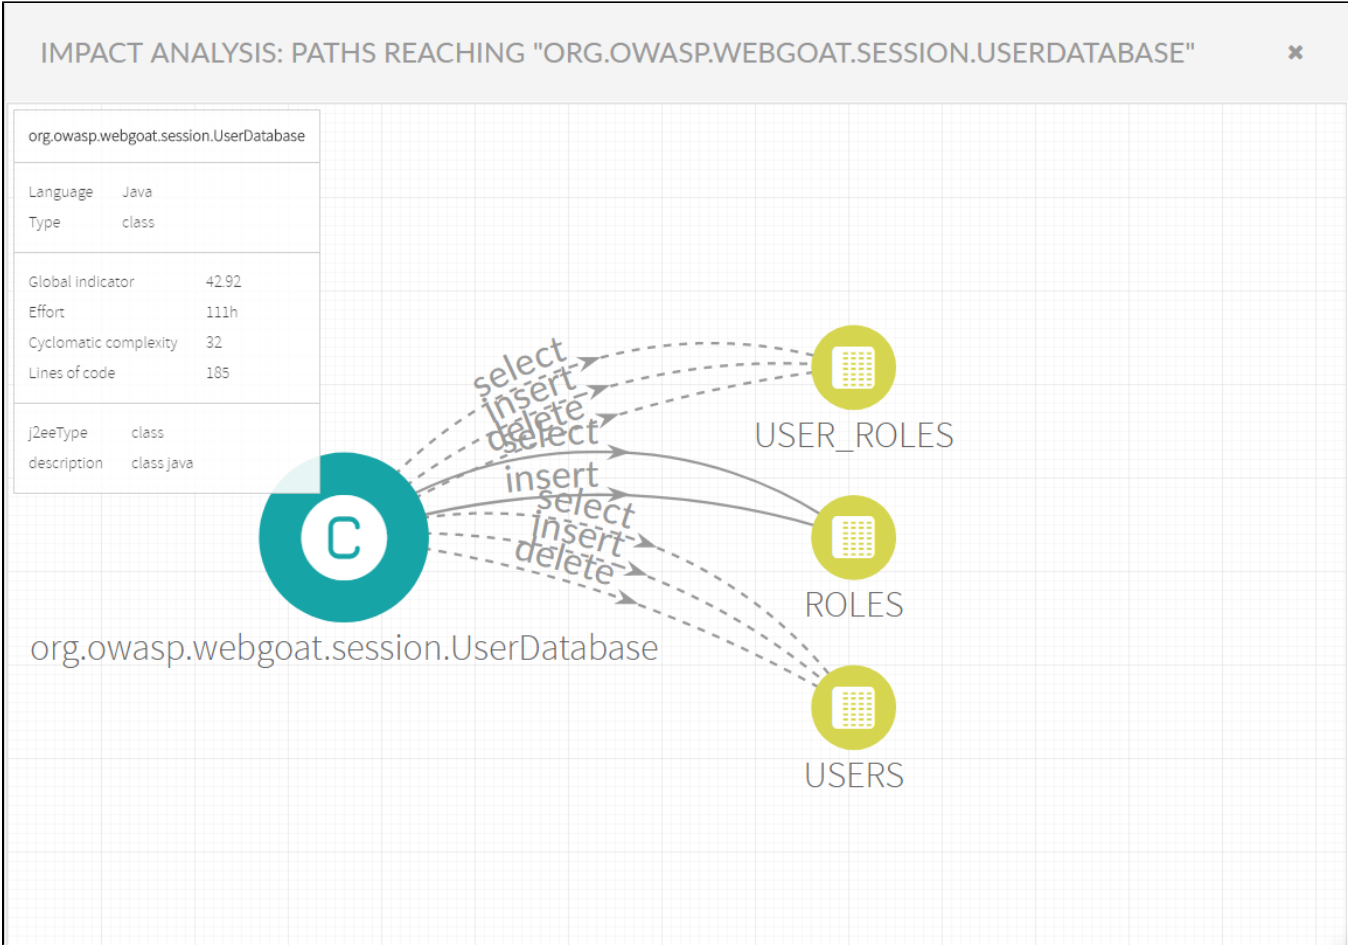 IMPACT ANALYSIS: PATHS REACHING "ORG.OWASP.WEBGOAT.SESSION.USERDATABASE"
org.owasp.webgoat.session.UserDatabase
Language Java
Type class
Global indicator 42.92
Effort 111h
Cyclomatic complexity 32
Lines of code 185
j2eeType class
description class java
select
insert
delete
select
insert
select
insert
delete
USER_ROLES
ROLES
org.owasp.webgoat.session.UserDatabase
USERS